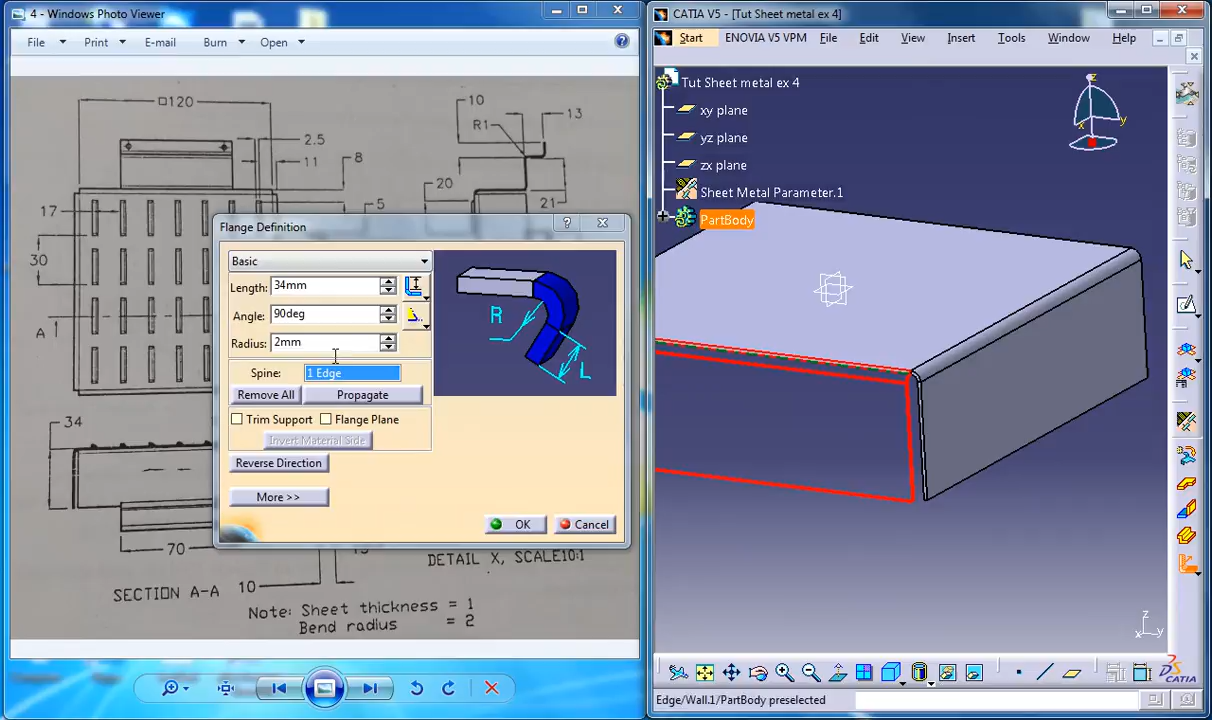 4 - Windows Photo Viewer
File Print E-mail Burn Open
120
10
13
R1
2.5
11
8
17
20
5
21
30
A
34
70
10
SECTION A-A
DETAIL X, SCALE10:1
Note: Sheet thickness = 1
Bend radius = 2
Flange Definition
Basic
Length: 34mm
Angle: 90deg
Radius: 2mm
Spine: 1 Edge
Remove All Propagate
Trim Support Flange Plane
Invert Material Side
Reverse Direction
More >>
OK Cancel
R
L
CATIA V5 - [Tut Sheet metal ex 4]
Start ENOVIA V5 VPM File Edit View Insert Tools Window Help
Tut Sheet metal ex 4
xy plane
yz plane
zx plane
Sheet Metal Parameter.1
PartBody
z
x
y
z
x y
CATIA
Edge/Wall.1/PartBody preselected